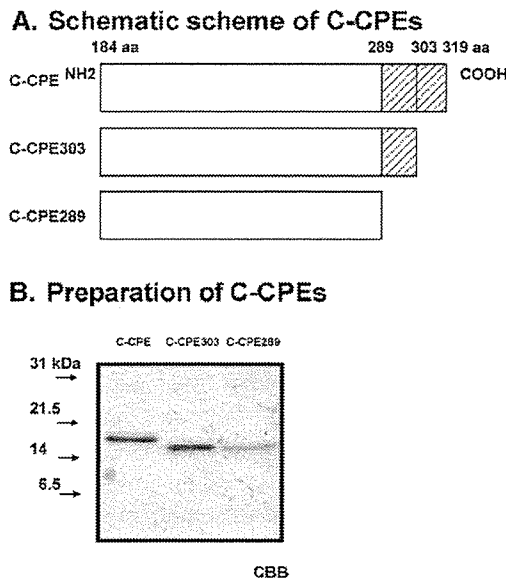 A. Schematic scheme of C-CPEs
184 aa 289 303 319 aa
C-CPE NH2 COOH
C-CPE303
C-CPE289
B. Preparation of C-CPEs
C-CPE C-CPE303 C-CPE289
31 kDa
21.5
14
6.5
CBB